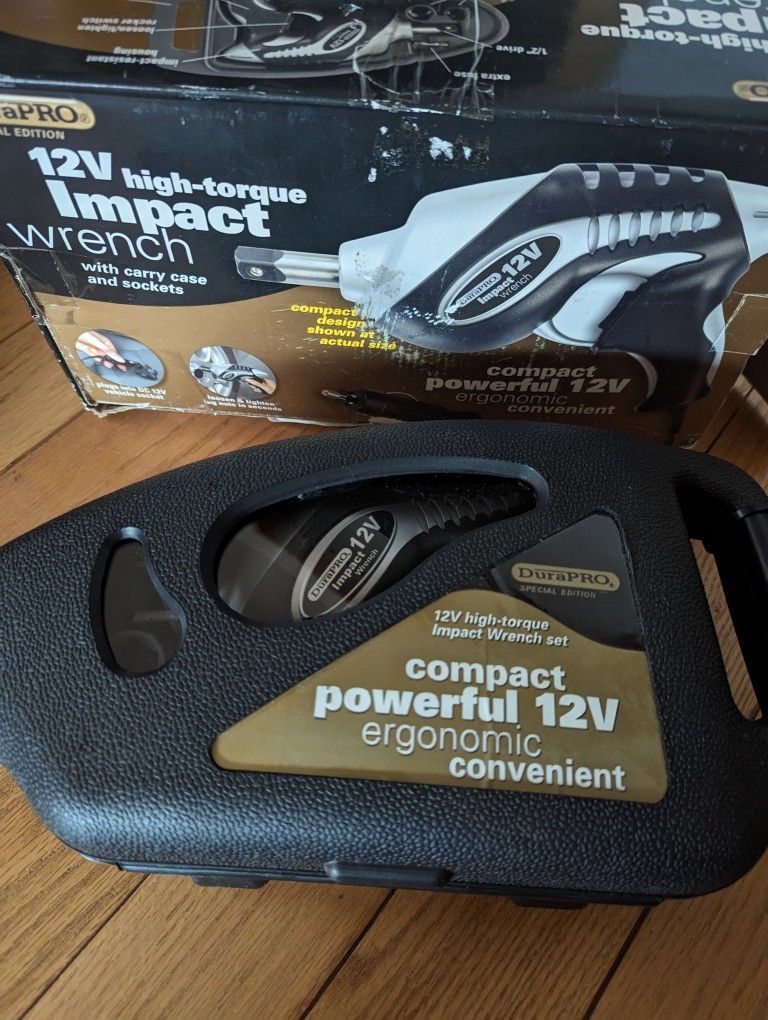 loosen/tighten
rocker switch
impact-resistant
housing
1/2" drive
extra fuse
high-torque
DuraPRO®
SPECIAL EDITION
12V high-torque
Impact
wrench
with carry case
and sockets
DuraPRO 12V
Impact wrench
compact
design
shown at
actual size
plugs into DC 12V
vehicle socket
loosen & tighten
lug nuts in seconds
compact
powerful 12V
ergonomic
convenient
DuraPRO 12V
Impact wrench
DuraPRO®
SPECIAL EDITION™
12V high-torque
Impact Wrench set
compact
powerful 12V
ergonomic
convenient